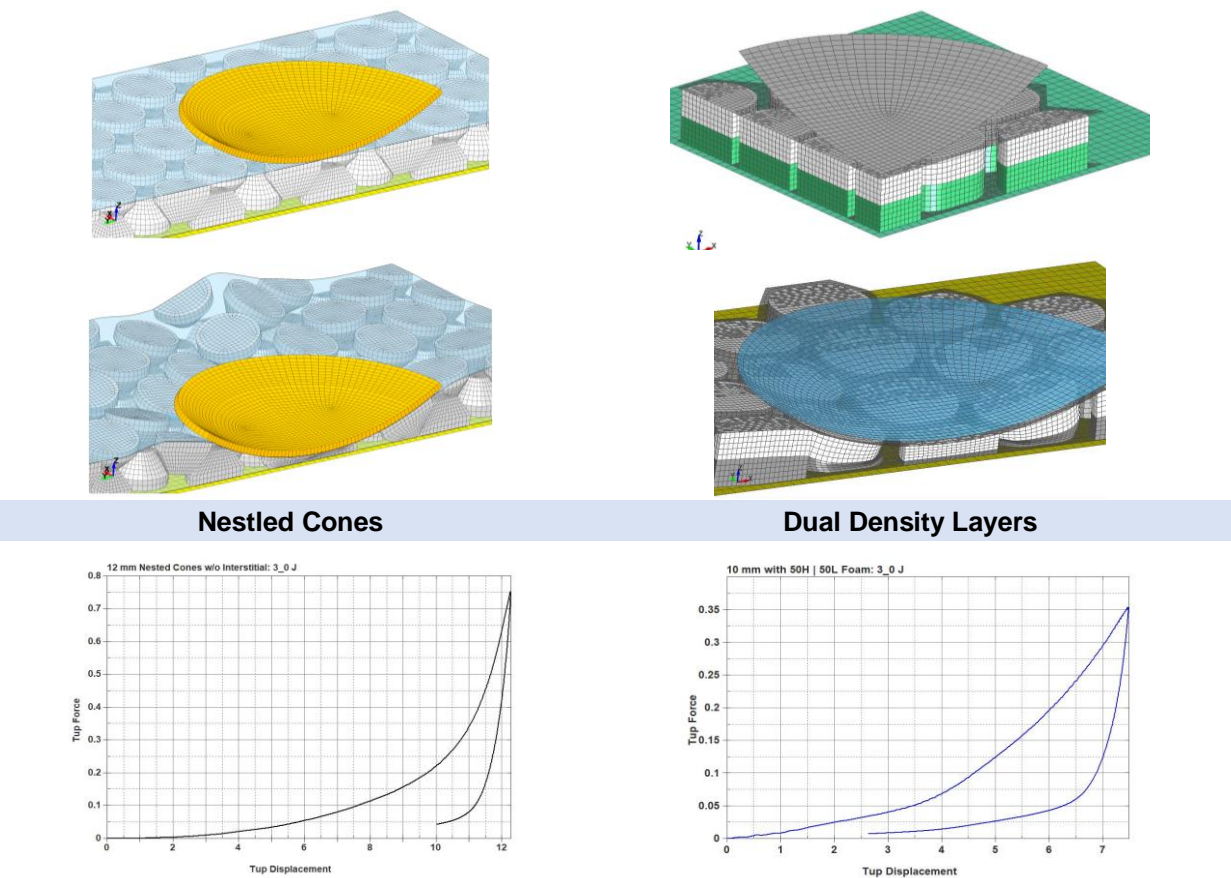 Nestled Cones
Dual Density Layers
12 mm Nested Cones w/o Interstitial: 3_0 J
0.8
0.7
0.6
0.5
0.4
0.3
0.2
0.1
0
Tup Force
0 2 4 6 8 10 12
Tup Displacement
10 mm with 50H | 50L Foam: 3_0 J
0.35
0.3
0.25
0.2
0.15
0.1
0.05
0
Tup Force
0 1 2 3 4 5 6 7
Tup Displacement